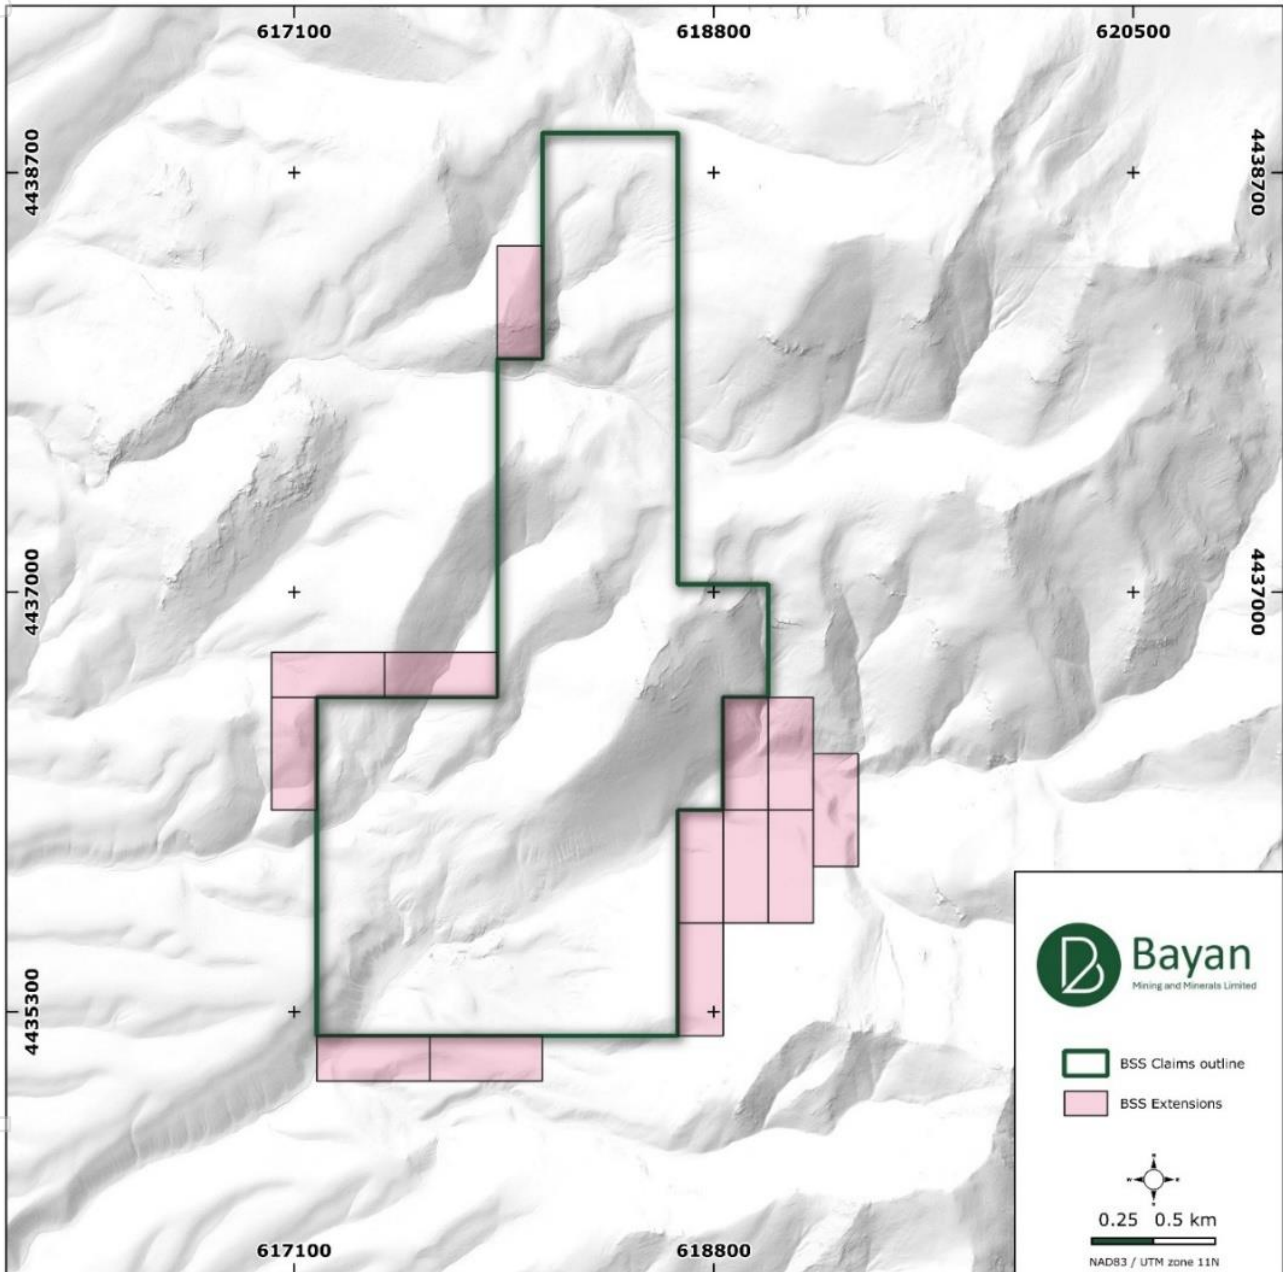 617100
618800
620500
4438700
4438700
4437000
4437000
4435300
Bayan
Mining and Minerals Limited
BSS Claims outline
BSS Extensions
N
W
S
0.25 0.5 km
NAD83 / UTM zone 11N
617100
618800